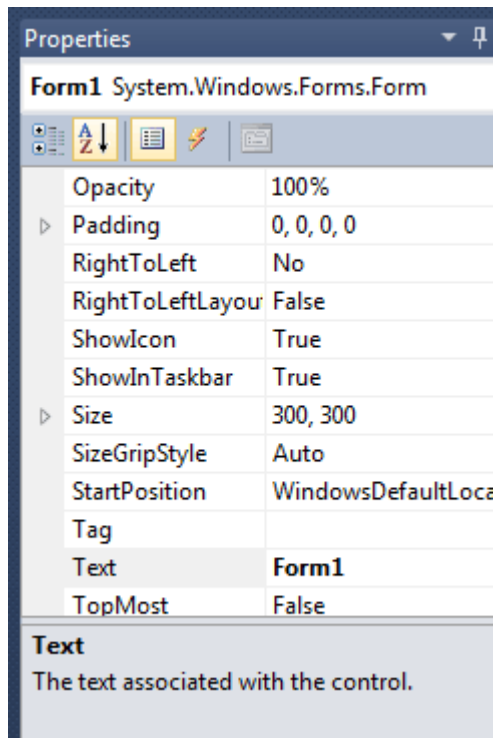 Properties
Form1 System.Windows.Forms.Form
A
Z
Opacity 100%
Padding 0, 0, 0, 0
RightToLeft No
RightToLeftLayou False
ShowIcon True
ShowInTaskbar True
Size 300, 300
SizeGripStyle Auto
StartPosition WindowsDefaultLoca
Tag
Text Form1
TopMost False
Text
The text associated with the control.